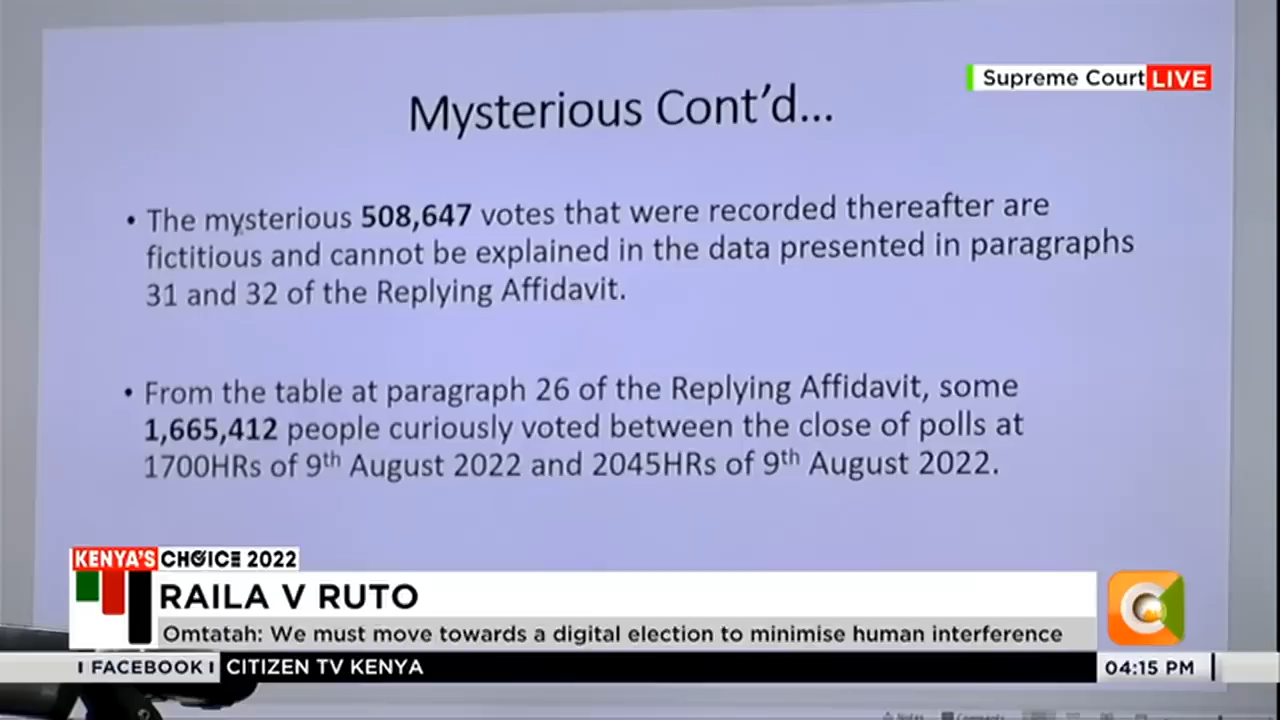 Supreme Court LIVE
Mysterious Cont'd...
• The mysterious 508,647 votes that were recorded thereafter are
fictitious and cannot be explained in the data presented in paragraphs
31 and 32 of the Replying Affidavit.
• From the table at paragraph 26 of the Replying Affidavit, some
1,665,412 people curiously voted between the close of polls at
1700HRs of 9th August 2022 and 2045HRs of 9th August 2022.
KENYA'S CHOICE 2022
RAILA V RUTO
Omtatah: We must move towards a digital election to minimise human interference
FACEBOOK CITIZEN TV KENYA
04:15 PM